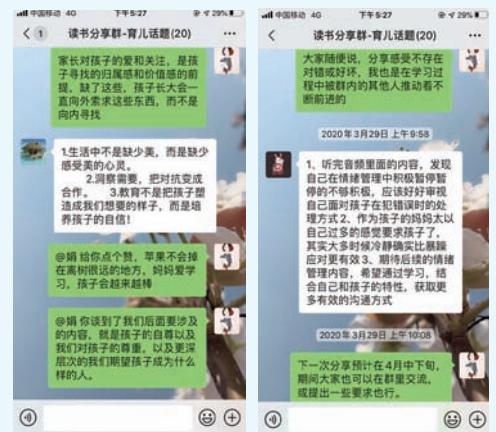 中国移动 4G 下午5:27 29%
1 读书分享群-育儿话题(20)
家长对孩子的爱和关注，是孩
子寻找的归属感和价值感的前
提，缺了这些，孩子长大会一
直向外索求这些东西，而不是
向内寻找
1.生活中不是缺少美，而是缺少
感受美的心灵。
2.洞察需要，把对抗变成
合作。 3.教育不是把孩子塑
造成我们想要的样子，而是培
养孩子的自信！
@娟 给你点个赞，苹果不会掉
在离树很远的地方，妈妈爱学
习，孩子会越来越棒
@娟 你谈到了我们后面要涉及
的内容，就是孩子的自尊以及
我们对孩子的尊重，以及更深
层次的我们期望孩子成为什么
样的人。
中国移动 4G 下午5:27 29%
读书分享群-育儿话题(20)
大家随便说，分享感受不存在
对错或好坏，我也是在学习过
程中被群内的其他人推动着不
断前进的
2020年3月29日 上午9:58
1、听完音频里面的内容，发现
自己在情绪管理中积极暂停暂
停的不够积极，应该好好审视
自己面对孩子在犯错误时的处
理方式 2、作为孩子的妈妈太以
自己过多的感觉要求孩子了，
其实大多时候冷静确实比暴躁
应对更有效 3、期待后续的情绪
管理内容，希望通过学习，结
合自己和孩子的特性，获取更
多有效的沟通方式
2020年3月29日 上午10:08
下一次分享预计在4月中下旬，
期间大家也可以在群里交流，
或提出一些要求也行。